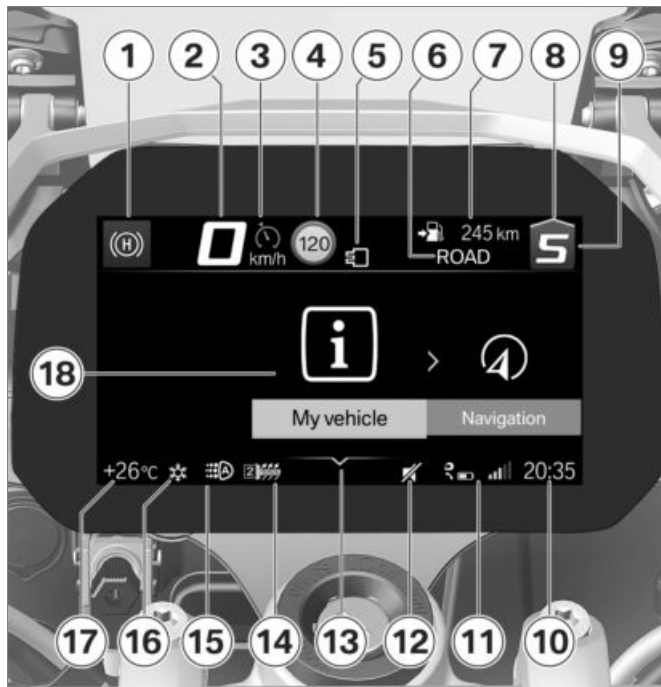 1 2 3 4 5 6 7 8 9
(H) 0 km/h 120 245 km S
ROAD
i >
18
My vehicle Navigation
+26°C A 2 20:35
17 16 15 14 13 12 11 10